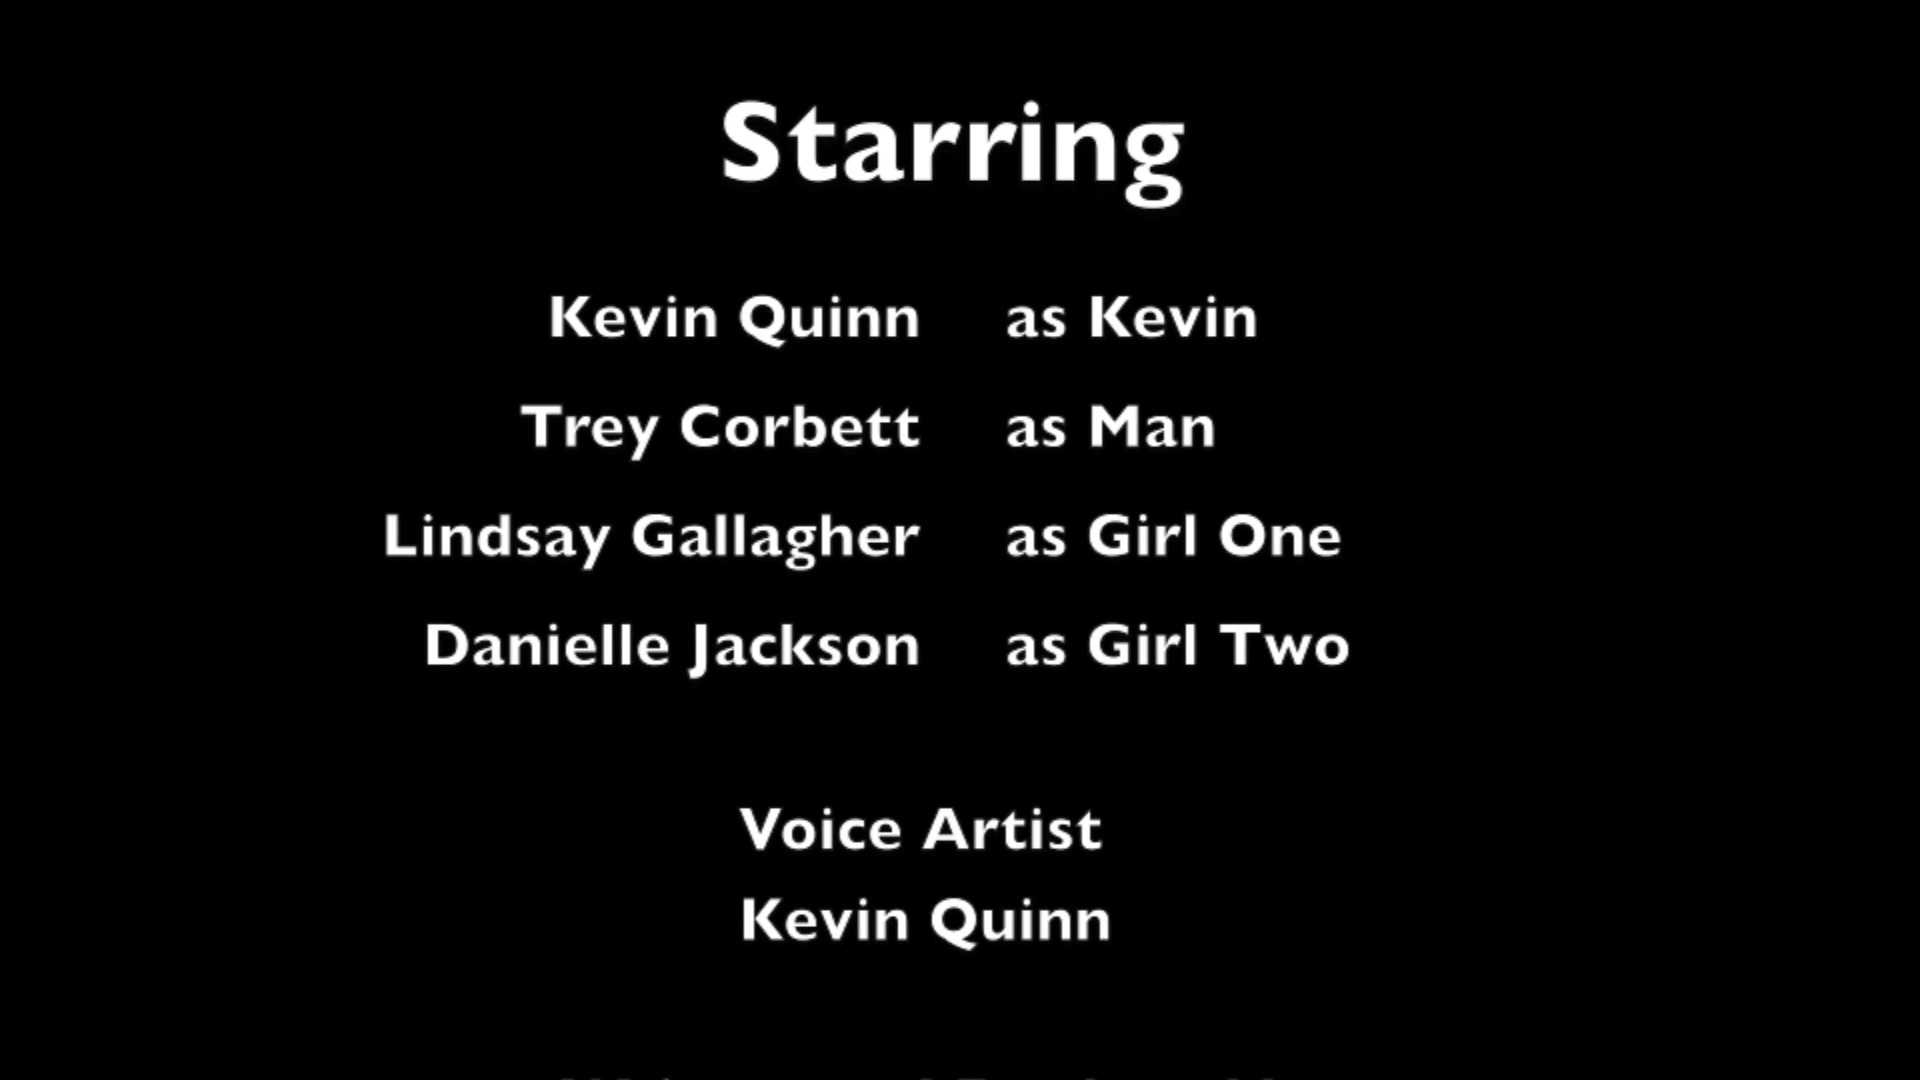 Starring
Kevin Quinn as Kevin
Trey Corbett as Man
Lindsay Gallagher as Girl One
Danielle Jackson as Girl Two
Voice Artist
Kevin Quinn